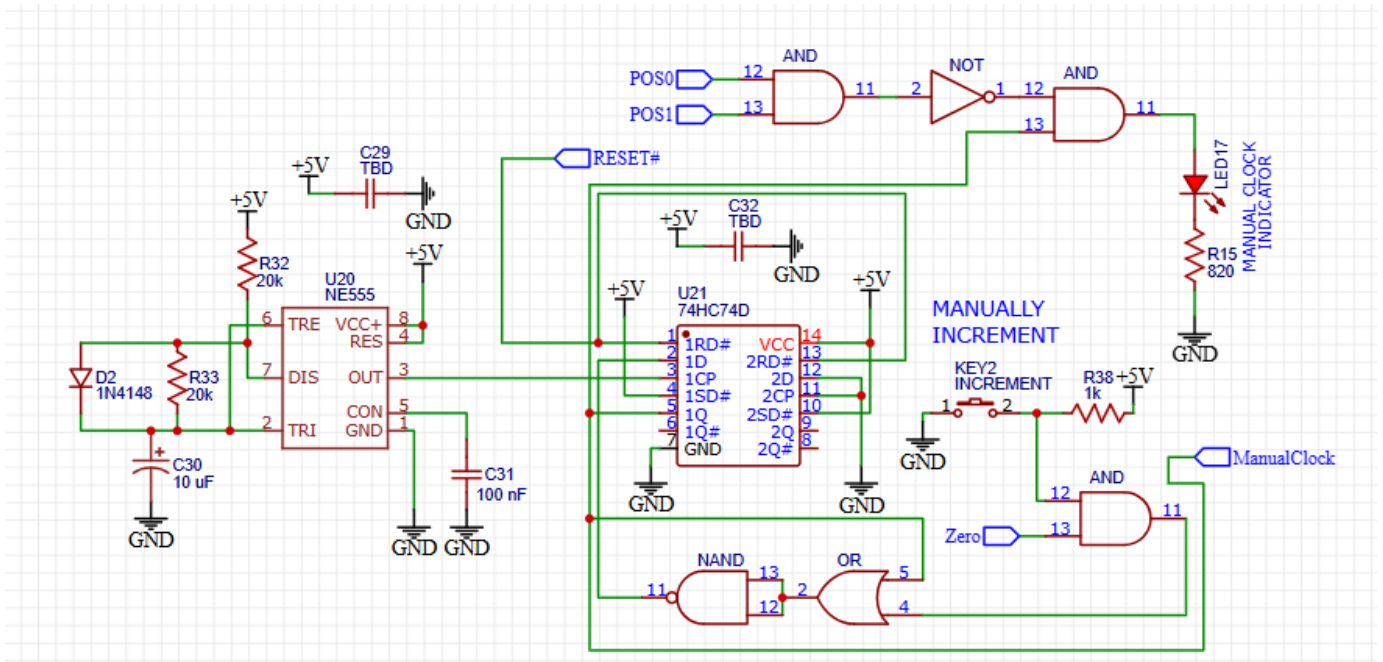 AND
POS0
12
13
11
POS1
NOT
2
1
AND
12
13
11
LED17
MANUAL CLOCK
INDICATOR
R15
820
GND
RESET#
C29
TBD
+5V
GND
C32
TBD
+5V
GND
+5V
R32
20k
+5V
U20
NE555
6 TRE VCC+ 8
RES 4
7 DIS OUT 3
CON 5
2 TRI GND 1
D2
1N4148
R33
20k
C30
10 uF
GND
C31
100 nF
GND
GND
+5V
U21
74HC74D
+5V
1 1RD# VCC 14
2 1D 2RD# 13
3 1CP 2D 12
4 1SD# 2CP 11
5 1Q 2SD# 10
6 1Q# 2Q 9
7 GND 2Q# 8
GND
GND
MANUALLY
INCREMENT
KEY2
INCREMENT
1
2
R38
1k
+5V
GND
ManualClock
AND
12
11
Zero
13
NAND
11
13
12
OR
2
5
4